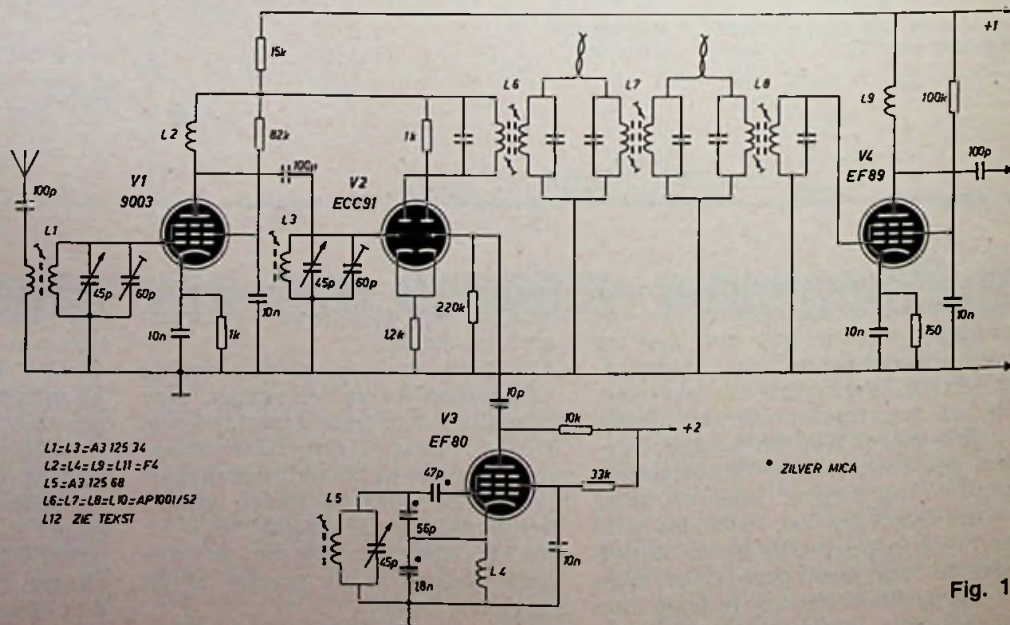 15k
+1
L6
L7
L8
L9
100k
L2
82k
1k
100p
V1
9003
100p
V2
ECC91
V4
EF89
100p
L1
L3
45p
60p
45p
60p
220k
10n
10n
1k
1,2k
10n
150
10n
10p
V3
EF80
10k
+2
L1=L3=A3 125 34
L2=L4=L9=L11=F4
L5=A3 125 68
L6=L7=L8=L10=AP1001/52
L12 ZIE TEKST
47p
33k
• ZILVER MICA
L5
56p
45p
1,8n
L4
10n
Fig. 1